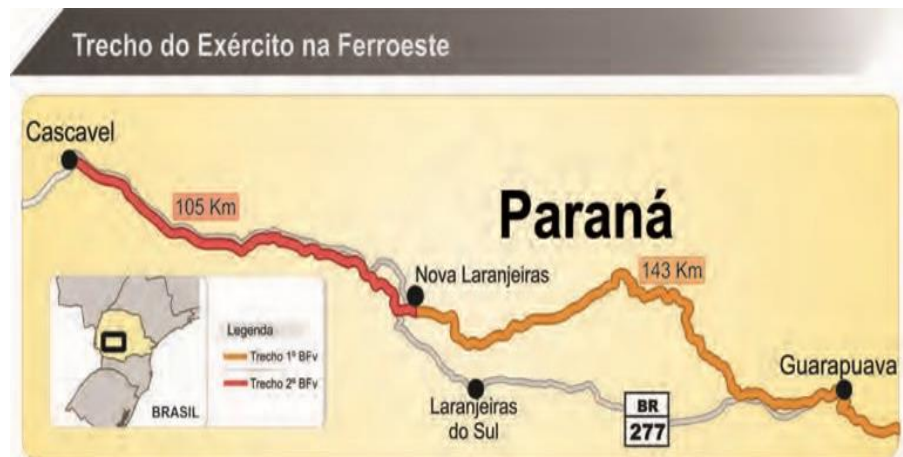 Trecho do Exército na Ferroeste
Cascavel
105 Km
Paraná
Nova Laranjeiras
143 Km
Legenda
Trecho 1º BFv
Trecho 2º BFv
BRASIL
Laranjeiras
do Sul
BR
277
Guarapuava